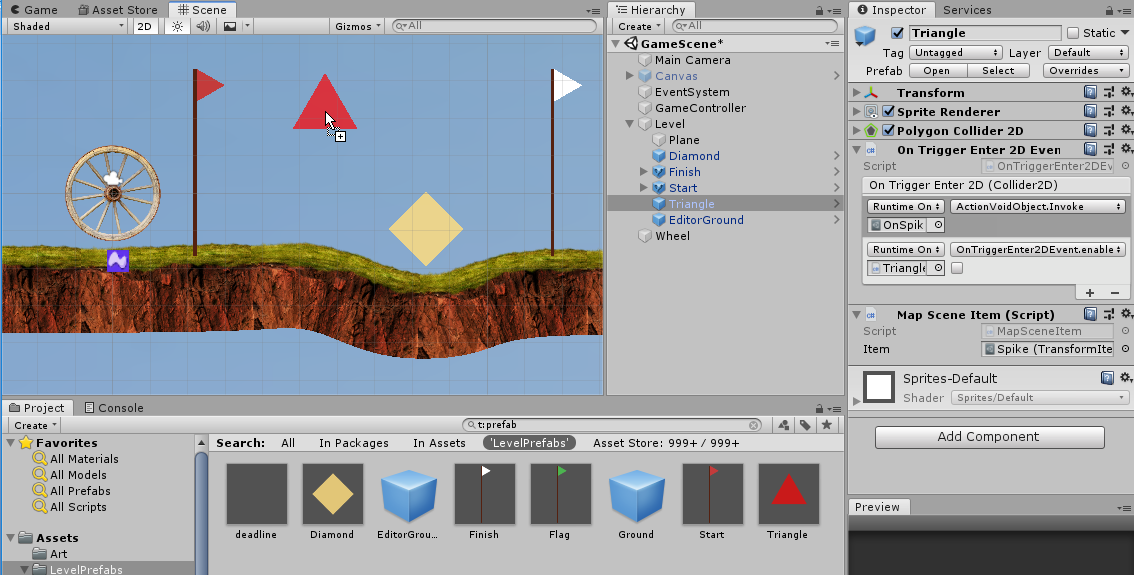 Game
Asset Store
Scene
Shaded
2D
Gizmos
All
Hierarchy
Create
All
GameScene*
Main Camera
Canvas
EventSystem
GameController
Level
Plane
Diamond
Finish
Start
Triangle
EditorGround
Wheel
Inspector
Services
Triangle
Static
Tag
Untagged
Layer
Default
Prefab
Open
Select
Overrides
Transform
Sprite Renderer
Polygon Collider 2D
On Trigger Enter 2D Even
Script
OnTriggerEnter2DEv
On Trigger Enter 2D (Collider2D)
Runtime On
ActionVoidObject.Invoke
OnSpik
Runtime On
OnTriggerEnter2DEvent.enable
Triangle
Map Scene Item (Script)
Script
MapSceneItem
Item
Spike (TransformIte
Sprites-Default
Shader
Sprites/Default
Add Component
Preview
Project
Console
Create
t:prefab
Favorites
All Materials
All Models
All Prefabs
All Scripts
Assets
Art
LevelPrefabs
Search:
All
In Packages
In Assets
'LevelPrefabs'
Asset Store: 999+ / 999+
deadline
Diamond
EditorGrou...
Finish
Flag
Ground
Start
Triangle